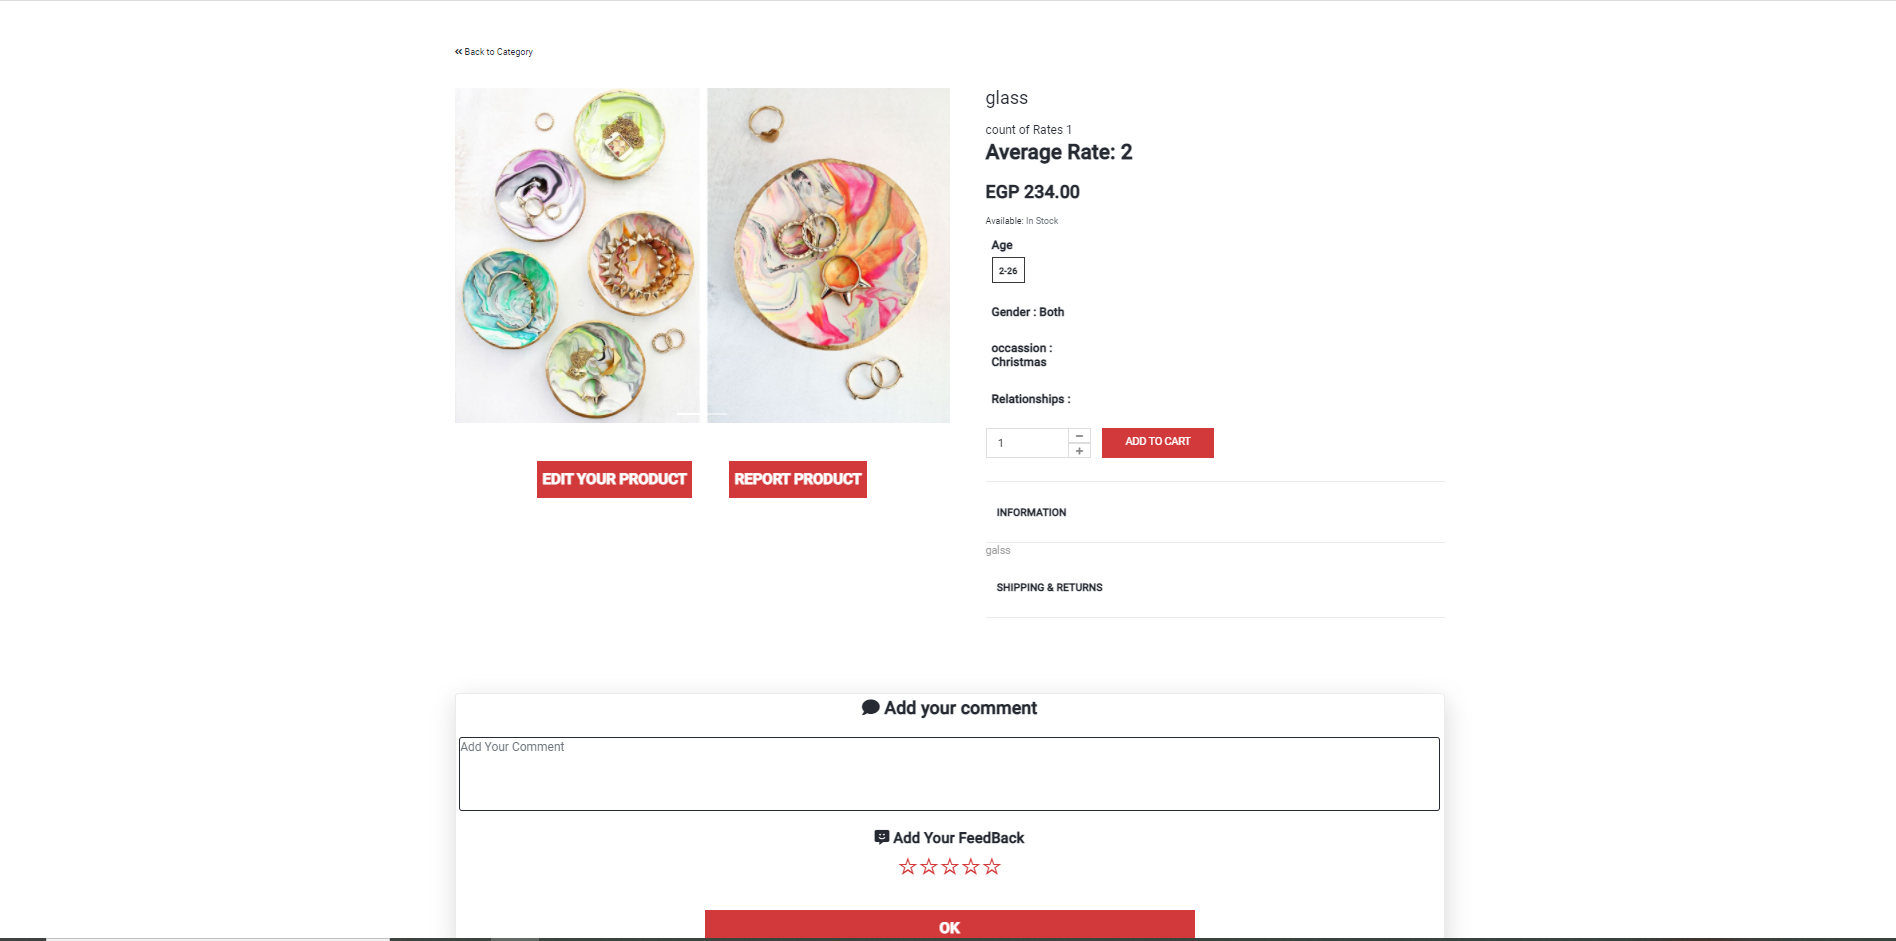 Back to Category
glass
count of Rates 1
Average Rate: 2
EGP 234.00
Available: In Stock
Age
2-26
Gender : Both
occassion :
Christmas
Relationships :
1
ADD TO CART
EDIT YOUR PRODUCT
REPORT PRODUCT
INFORMATION
galss
SHIPPING & RETURNS
Add your comment
Add Your Comment
Add Your FeedBack
OK